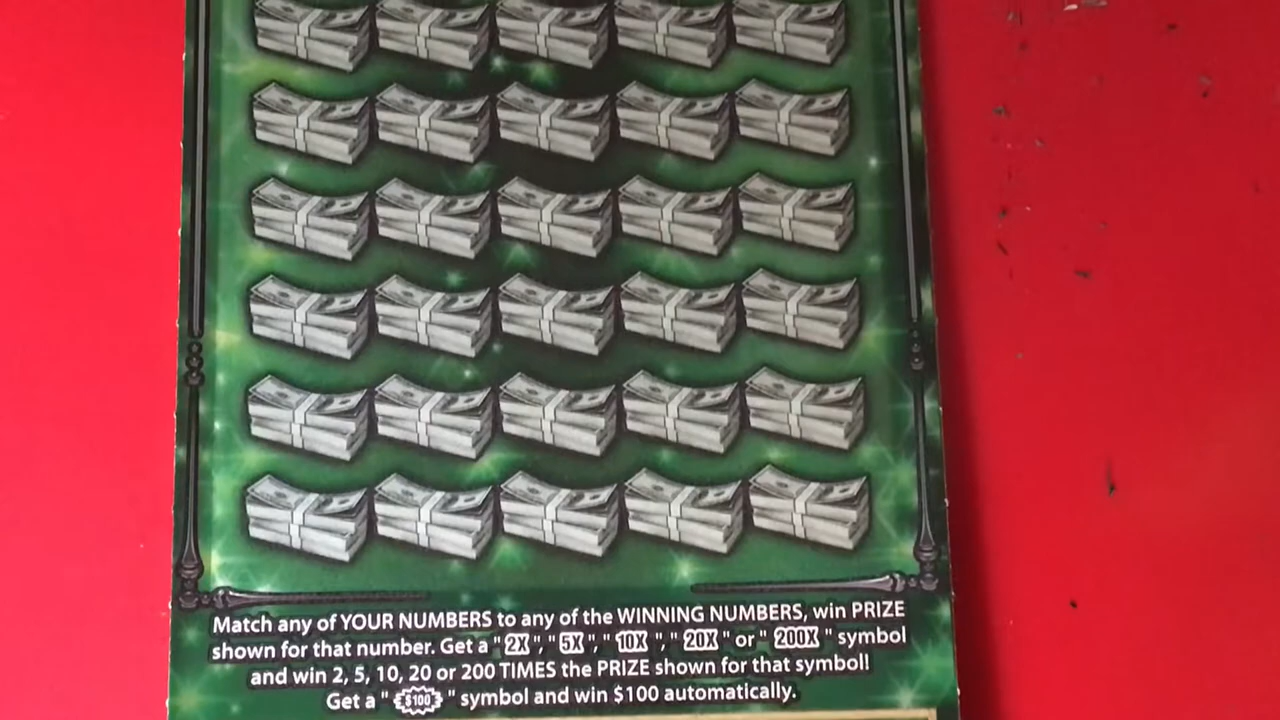 Match any of YOUR NUMBERS to any of the WINNING NUMBERS, win PRIZE
shown for that number. Get a "2X", "5X", "10X", "20X" or "200X" symbol
and win 2, 5, 10, 20 or 200 TIMES the PRIZE shown for that symbol!
Get a "$100" symbol and win $100 automatically.